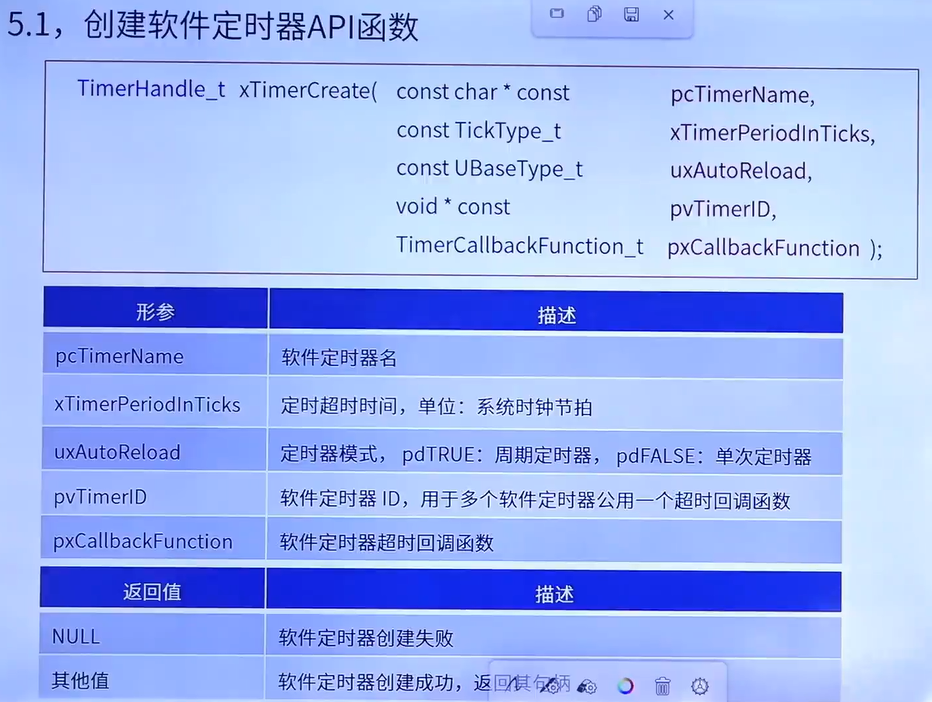 5.1，创建软件定时器API函数
TimerHandle_t xTimerCreate( const char * const pcTimerName,
const TickType_t xTimerPeriodInTicks,
const UBaseType_t uxAutoReload,
void * const pvTimerID,
TimerCallbackFunction_t pxCallbackFunction );
形参 描述
pcTimerName 软件定时器名
xTimerPeriodInTicks 定时超时时间，单位：系统时钟节拍
uxAutoReload 定时器模式，pdTRUE：周期定时器，pdFALSE：单次定时器
pvTimerID 软件定时器 ID，用于多个软件定时器公用一个超时回调函数
pxCallbackFunction 软件定时器超时回调函数
返回值 描述
NULL 软件定时器创建失败
其他值 软件定时器创建成功，返回其句柄